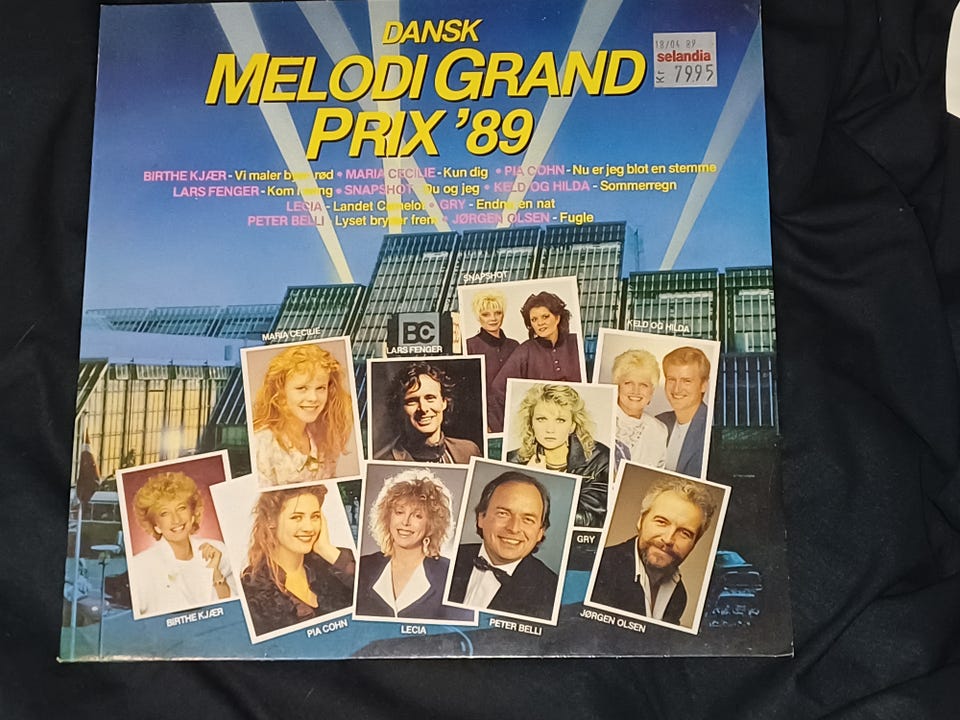 DANSK
MELODI GRAND
PRIX '89
18/04 89
selandia
Kr 7995
BIRTHE KJÆR - Vi maler byen rød • MARIA CECILIE - Kun dig • PIA COHN - Nu er jeg blot en stemme
LARS FENGER - Kom • SNAPSHOT - Du og jeg • KELD OG HILDA - Sommerregn
LECIA - Landet Camelot • GRY - Endnu en nat
PETER BELLI - Lyset bryder frem • JØRGEN OLSEN - Fugle
SNAPSHOT
MARIA CECILIE
BC
LARS FENGER
KELD OG HILDA
GRY
BIRTHE KJÆR
PIA COHN
LECIA
PETER BELLI
JØRGEN OLSEN